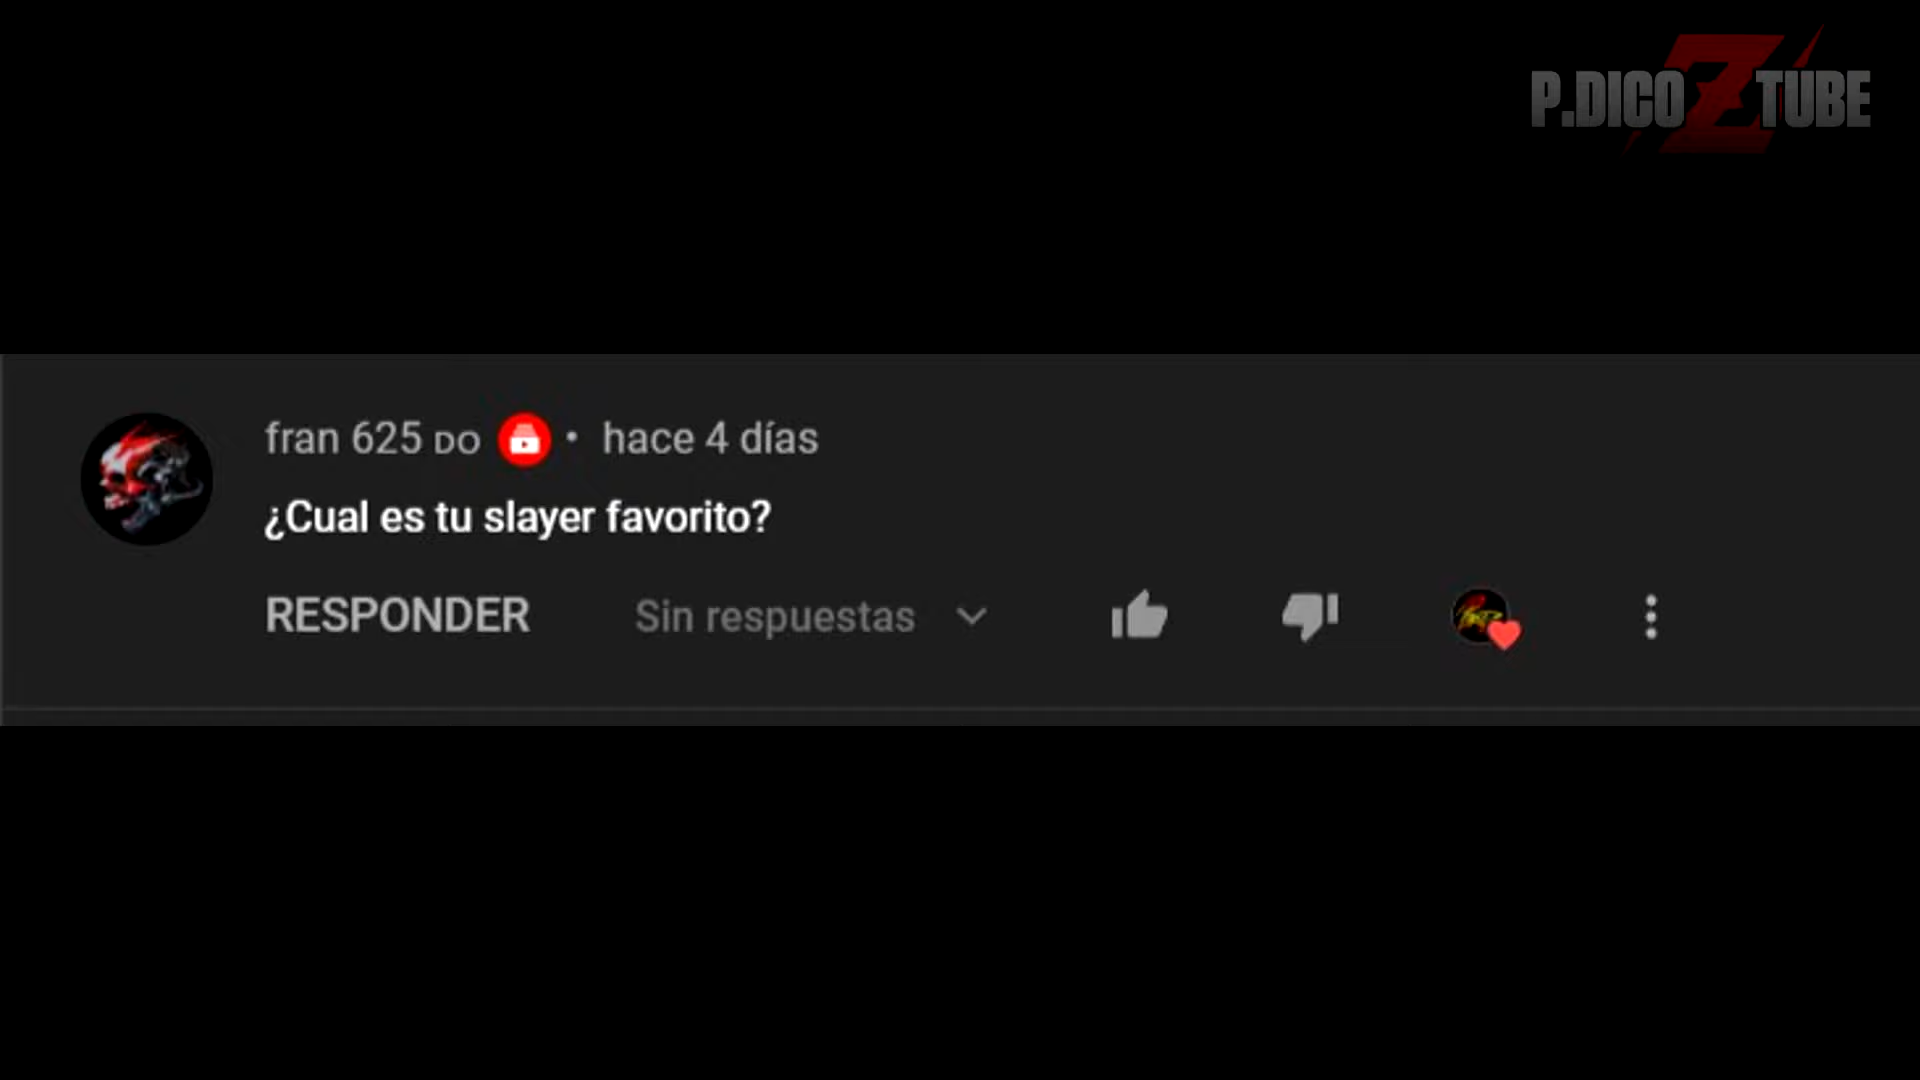 P.DICO Z TUBE
fran 625 DO • hace 4 días
¿Cual es tu slayer favorito?
RESPONDER Sin respuestas